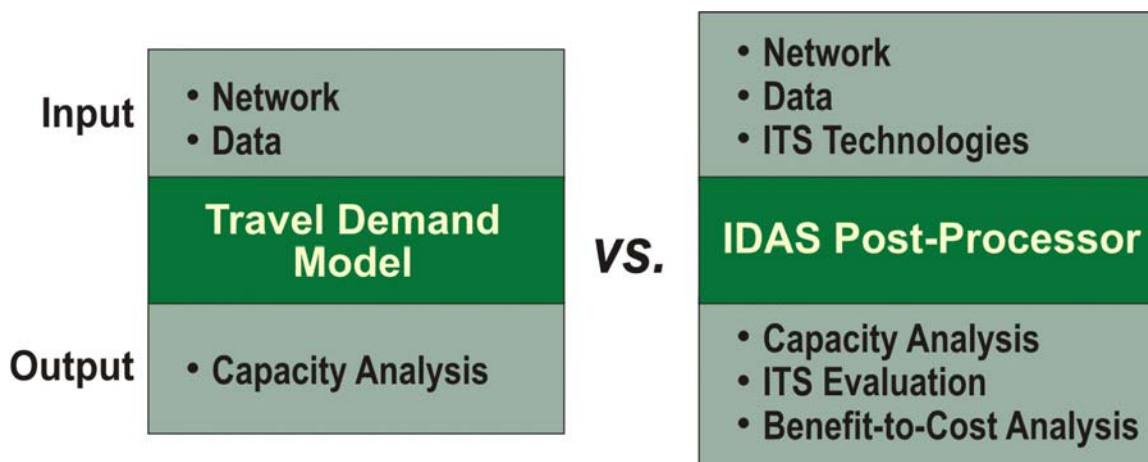 Input
• Network
• Data
Travel Demand
Model
Output
• Capacity Analysis
vs.
• Network
• Data
• ITS Technologies
IDAS Post-Processor
• Capacity Analysis
• ITS Evaluation
• Benefit-to-Cost Analysis